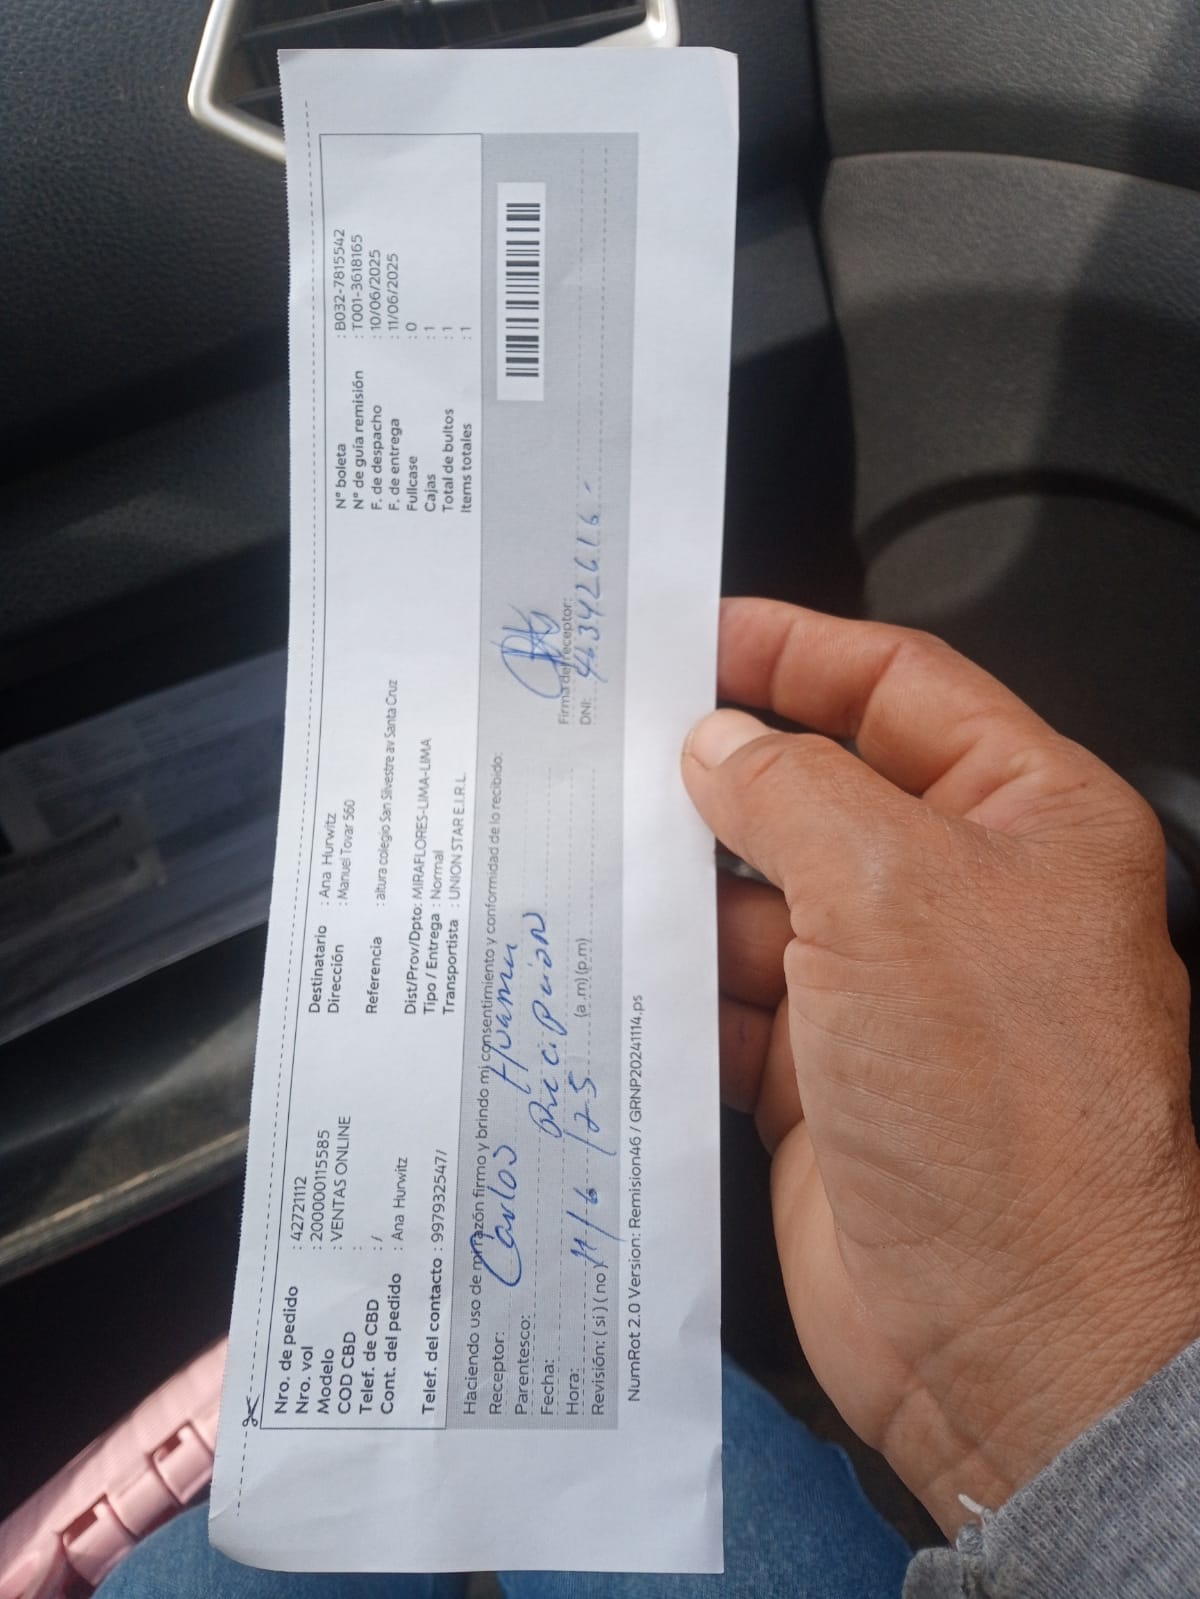 Nro. de pedido : 42721112
Nro. vol : 200000115585
Modelo : VENTAS ONLINE
COD CBD :
Telef. de CBD : /
Cont. del pedido : Ana Hurwitz
Telef. del contacto : 997932547/
Destinatario : Ana Hurwitz
Dirección : Manuel Tovar 560
Referencia : altura colegio San Silvestre av Santa Cruz
Dist/Prov/Dpto: MIRAFLORES-LIMA-LIMA
Tipo / Entrega : Normal
Transportista : UNION STAR E.I.R.L.
N° boleta : B032-7815542
N° de guía remisión : T001-3618165
F. de despacho : 10/06/2025
F. de entrega : 11/06/2025
Fullcase : 0
Cajas : 1
Total de bultos : 1
Items totales : 1
Haciendo uso de mi razón firmo y brindo mi consentimiento y conformidad de lo recibido:
Receptor: Carlos Huama
Parentesco:
Fecha: 11/6/25
Hora: (a.m)(p.m)
Revisión: (si)(no)
Firma del receptor:
DNI:
NumRot 2.0 Version: Remision46 / GRNP20241114.ps